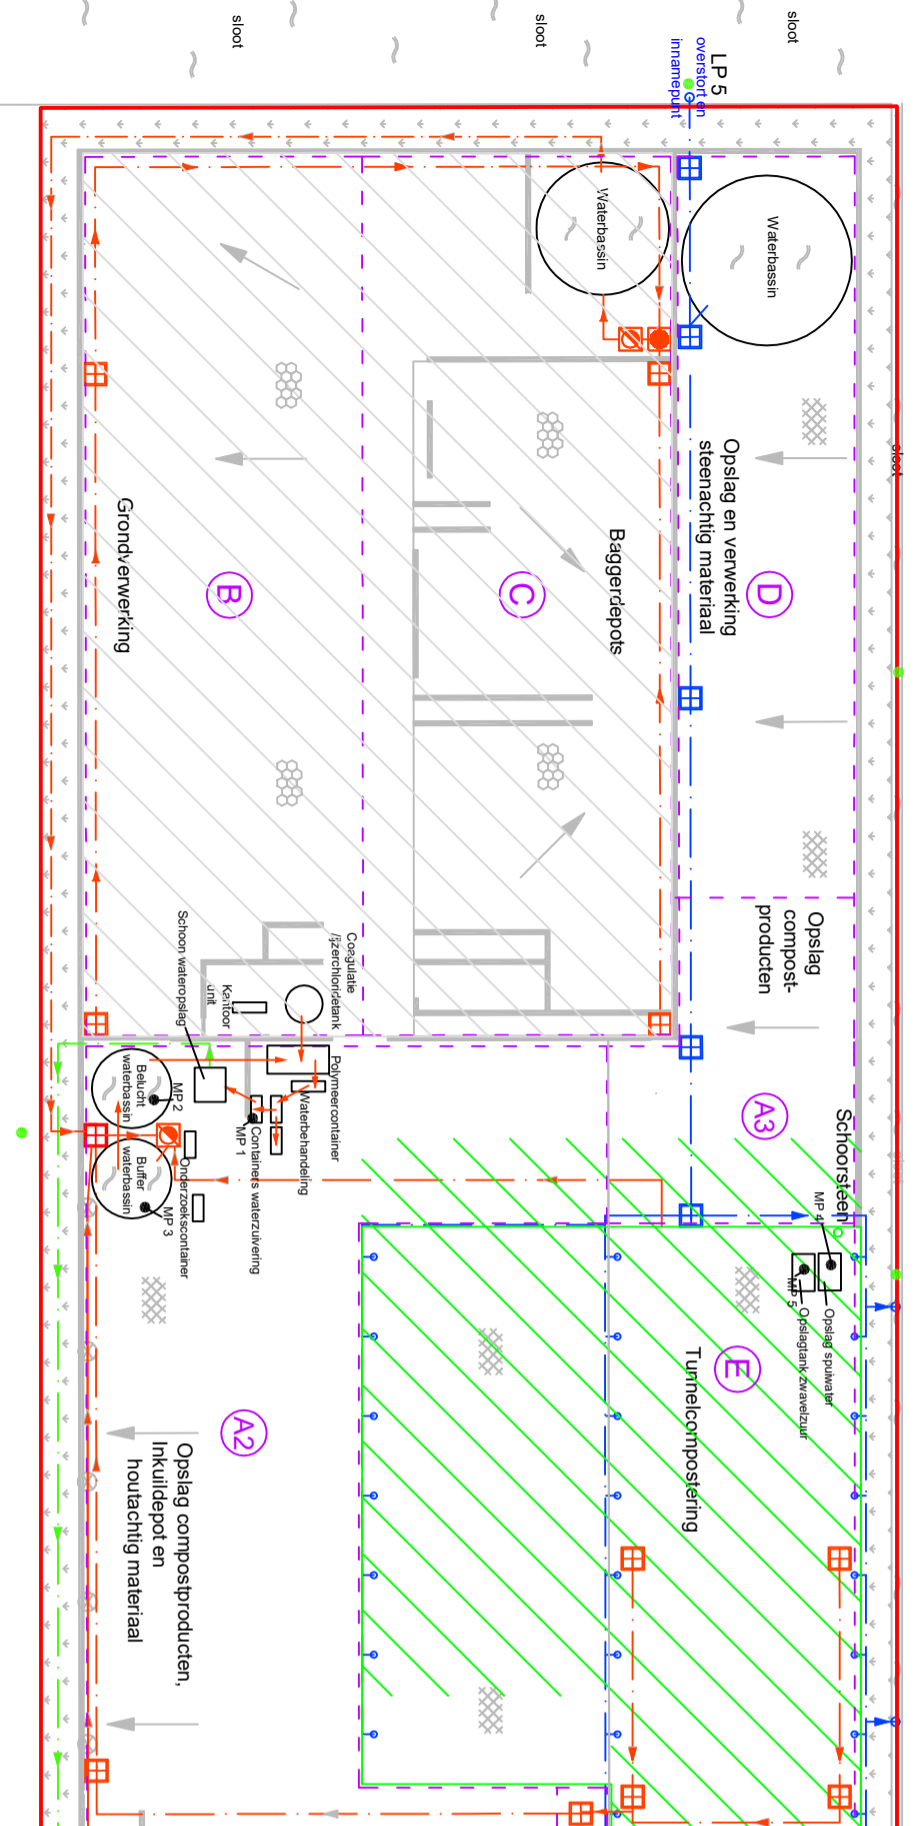 sloot
sloot
sloot
LP 5
overstort en
innamepunt
sloot
Waterbassin
Waterbassin
Opslag en verwerking
steenachtig materiaal
D
Baggerdepots
C
B
Grondverwerking
Opslag
compost-
producten
A3
Schoorsteen
MP 4
MP 5
Opslag spuiwater
Opslagtank zwavelzuur
E
Tunnelcompostering
Coagulatie
/ijzerchloridetank
Kantoor
unit
Schoon wateropslag
Polymeercontainer
Waterbehandeling
Containers waterzuivering
MP 1
MP 2
Belucht
waterbassin
Buffer
waterbassin
MP 3
Onderzoekscontainer
A2
Opslag compostproducten,
Inkuildepot en
houtachtig materiaal